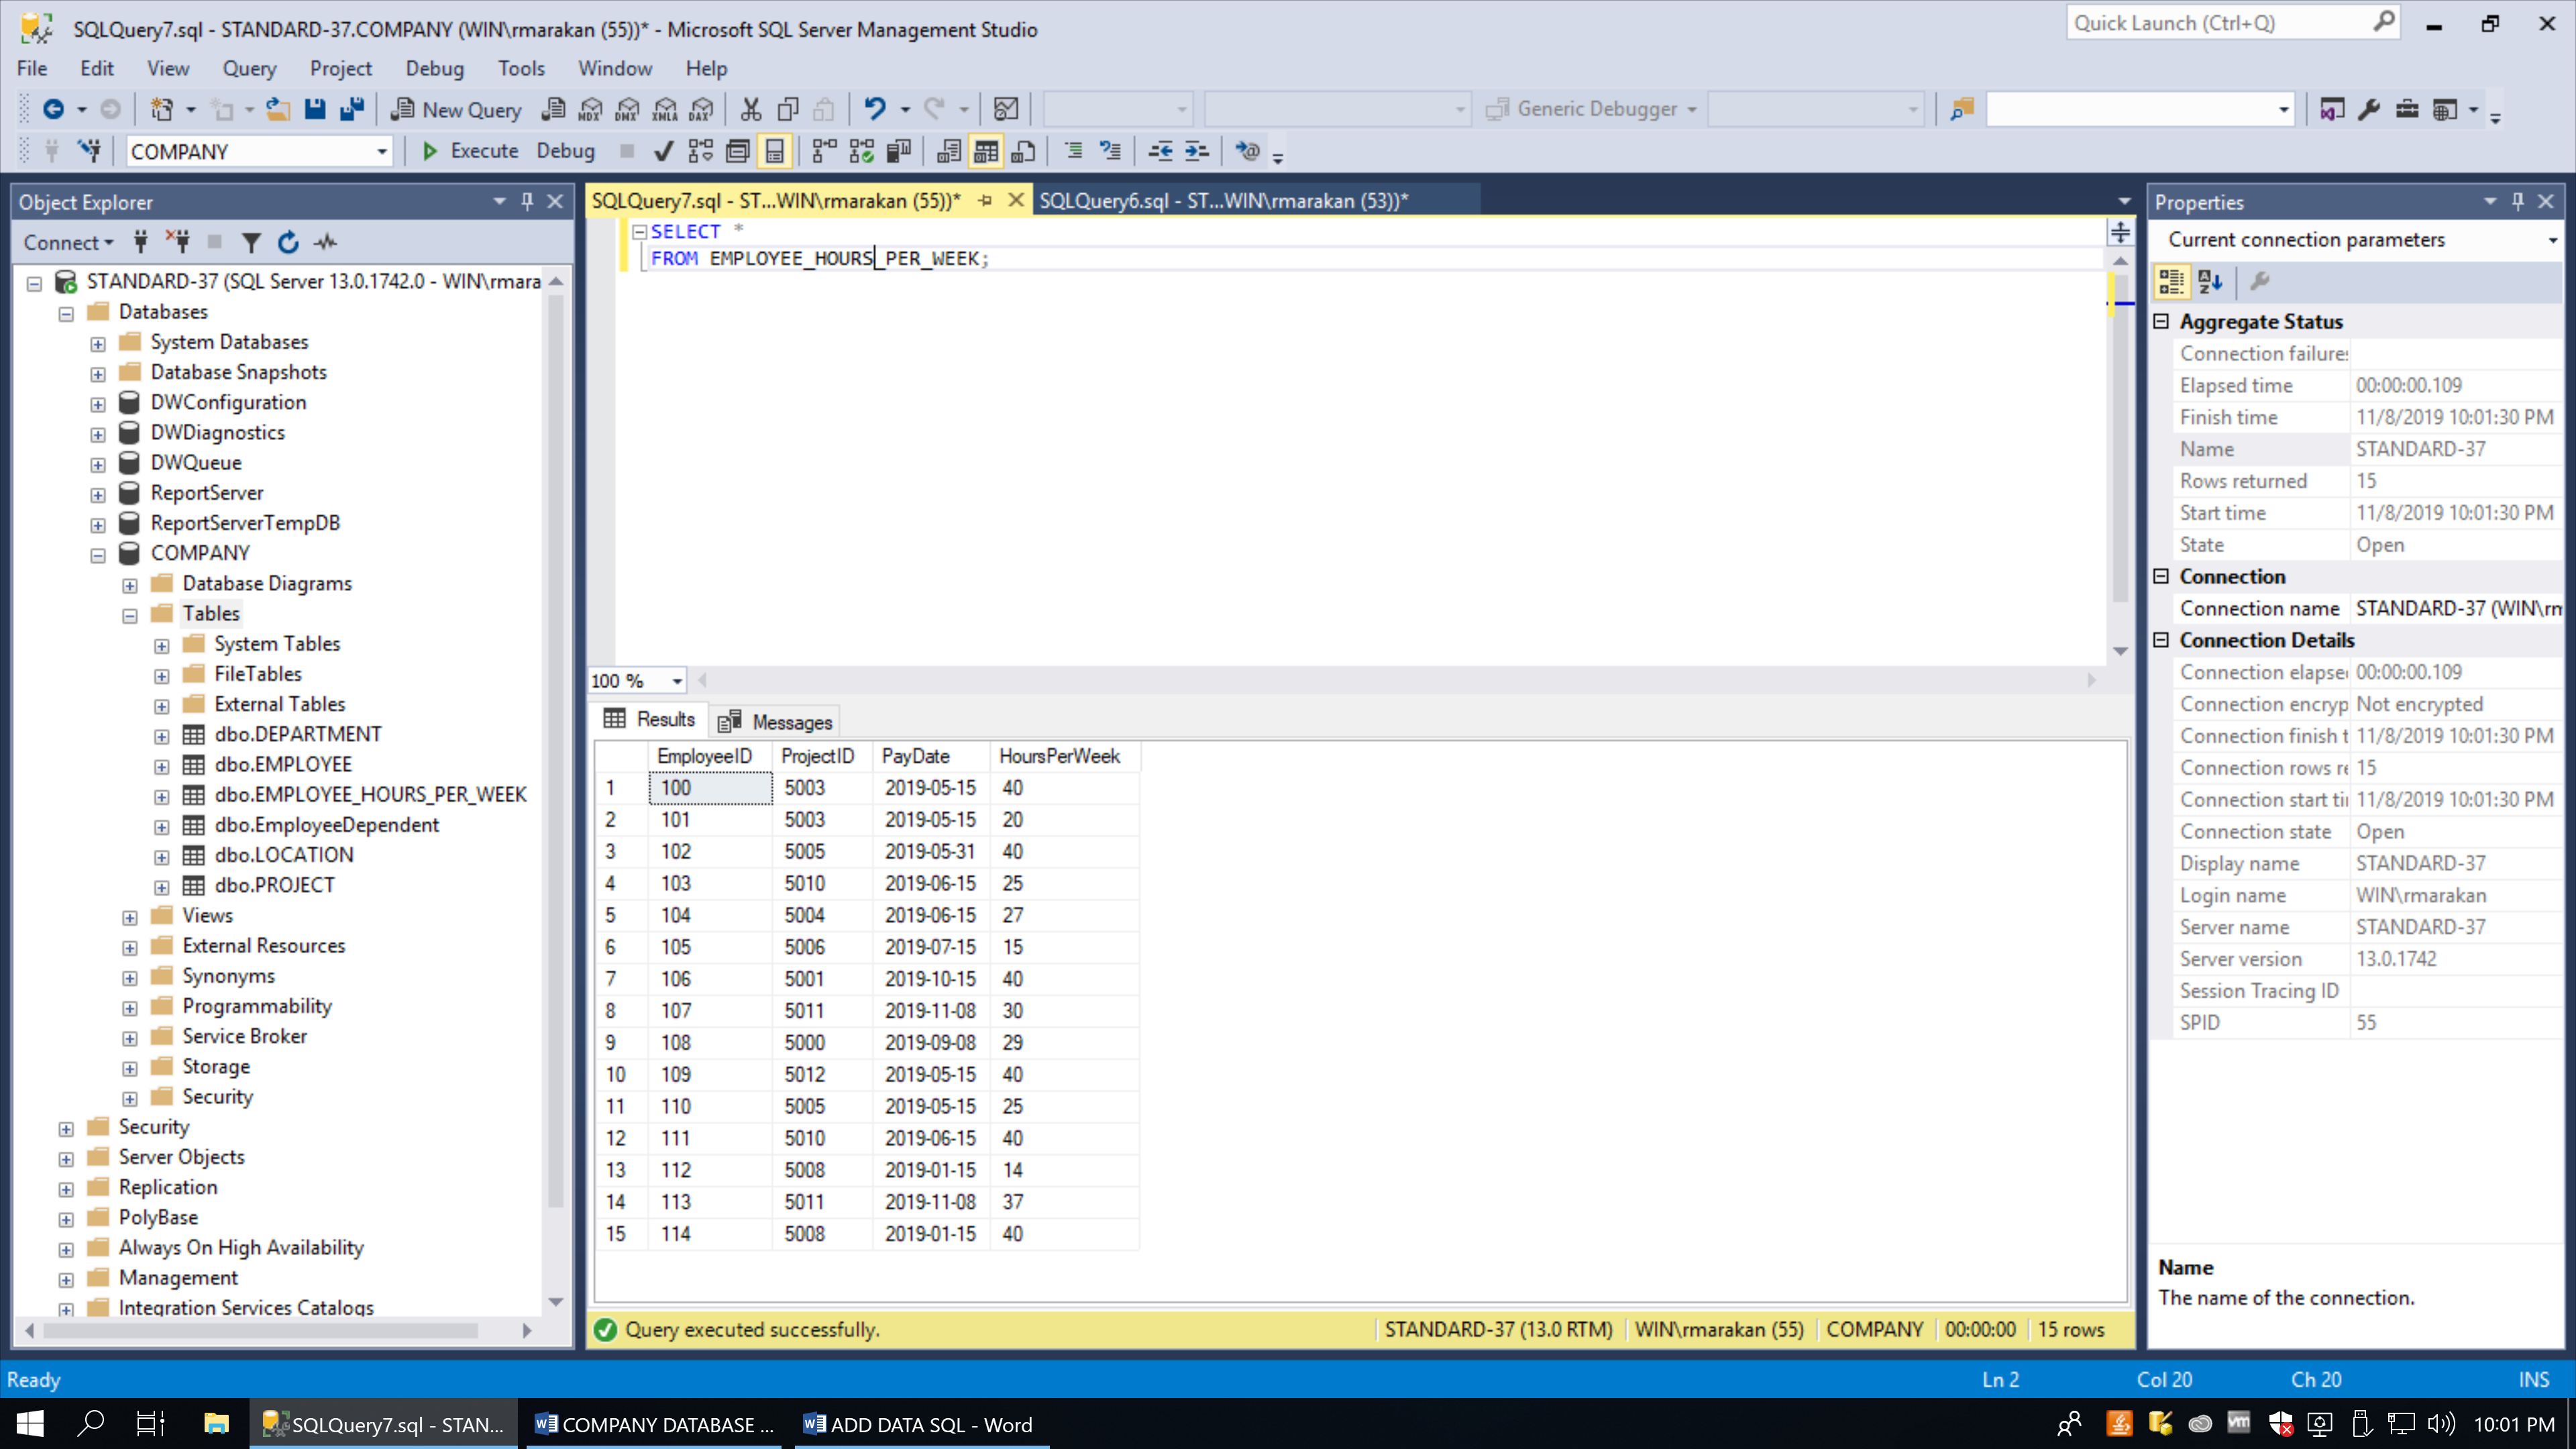 SQLQuery7.sql - STANDARD-37.COMPANY (WIN\rmarakan (55))* - Microsoft SQL Server Management Studio
Quick Launch (Ctrl+Q)
File Edit View Query Project Debug Tools Window Help
New Query MDX DMX XMLA DAX Generic Debugger
COMPANY Execute Debug
Object Explorer
Connect
STANDARD-37 (SQL Server 13.0.1742.0 - WIN\rmara
Databases
System Databases
Database Snapshots
DWConfiguration
DWDiagnostics
DWQueue
ReportServer
ReportServerTempDB
COMPANY
Database Diagrams
Tables
System Tables
FileTables
External Tables
dbo.DEPARTMENT
dbo.EMPLOYEE
dbo.EMPLOYEE_HOURS_PER_WEEK
dbo.EmployeeDependent
dbo.LOCATION
dbo.PROJECT
Views
External Resources
Synonyms
Programmability
Service Broker
Storage
Security
Security
Server Objects
Replication
PolyBase
Always On High Availability
Management
Integration Services Catalogs
SQLQuery7.sql - ST...WIN\rmarakan (55))* SQLQuery6.sql - ST...WIN\rmarakan (53))*
SELECT *
FROM EMPLOYEE_HOURS_PER_WEEK;
100 %
Results Messages
EmployeeID ProjectID PayDate HoursPerWeek
1 100 5003 2019-05-15 40
2 101 5003 2019-05-15 20
3 102 5005 2019-05-31 40
4 103 5010 2019-06-15 25
5 104 5004 2019-06-15 27
6 105 5006 2019-07-15 15
7 106 5001 2019-10-15 40
8 107 5011 2019-11-08 30
9 108 5000 2019-09-08 29
10 109 5012 2019-05-15 40
11 110 5005 2019-05-15 25
12 111 5010 2019-06-15 40
13 112 5008 2019-01-15 14
14 113 5011 2019-11-08 37
15 114 5008 2019-01-15 40
Query executed successfully. STANDARD-37 (13.0 RTM) WIN\rmarakan (55) COMPANY 00:00:00 15 rows
Properties
Current connection parameters
Aggregate Status
Connection failures
Elapsed time 00:00:00.109
Finish time 11/8/2019 10:01:30 PM
Name STANDARD-37
Rows returned 15
Start time 11/8/2019 10:01:30 PM
State Open
Connection
Connection name STANDARD-37 (WIN\rm
Connection Details
Connection elapse 00:00:00.109
Connection encryp Not encrypted
Connection finish t 11/8/2019 10:01:30 PM
Connection rows re 15
Connection start ti 11/8/2019 10:01:30 PM
Connection state Open
Display name STANDARD-37
Login name WIN\rmarakan
Server name STANDARD-37
Server version 13.0.1742
Session Tracing ID
SPID 55
Name
The name of the connection.
Ready Ln 2 Col 20 Ch 20 INS
SQLQuery7.sql - STAN... COMPANY DATABASE ... ADD DATA SQL - Word vm 10:01 PM